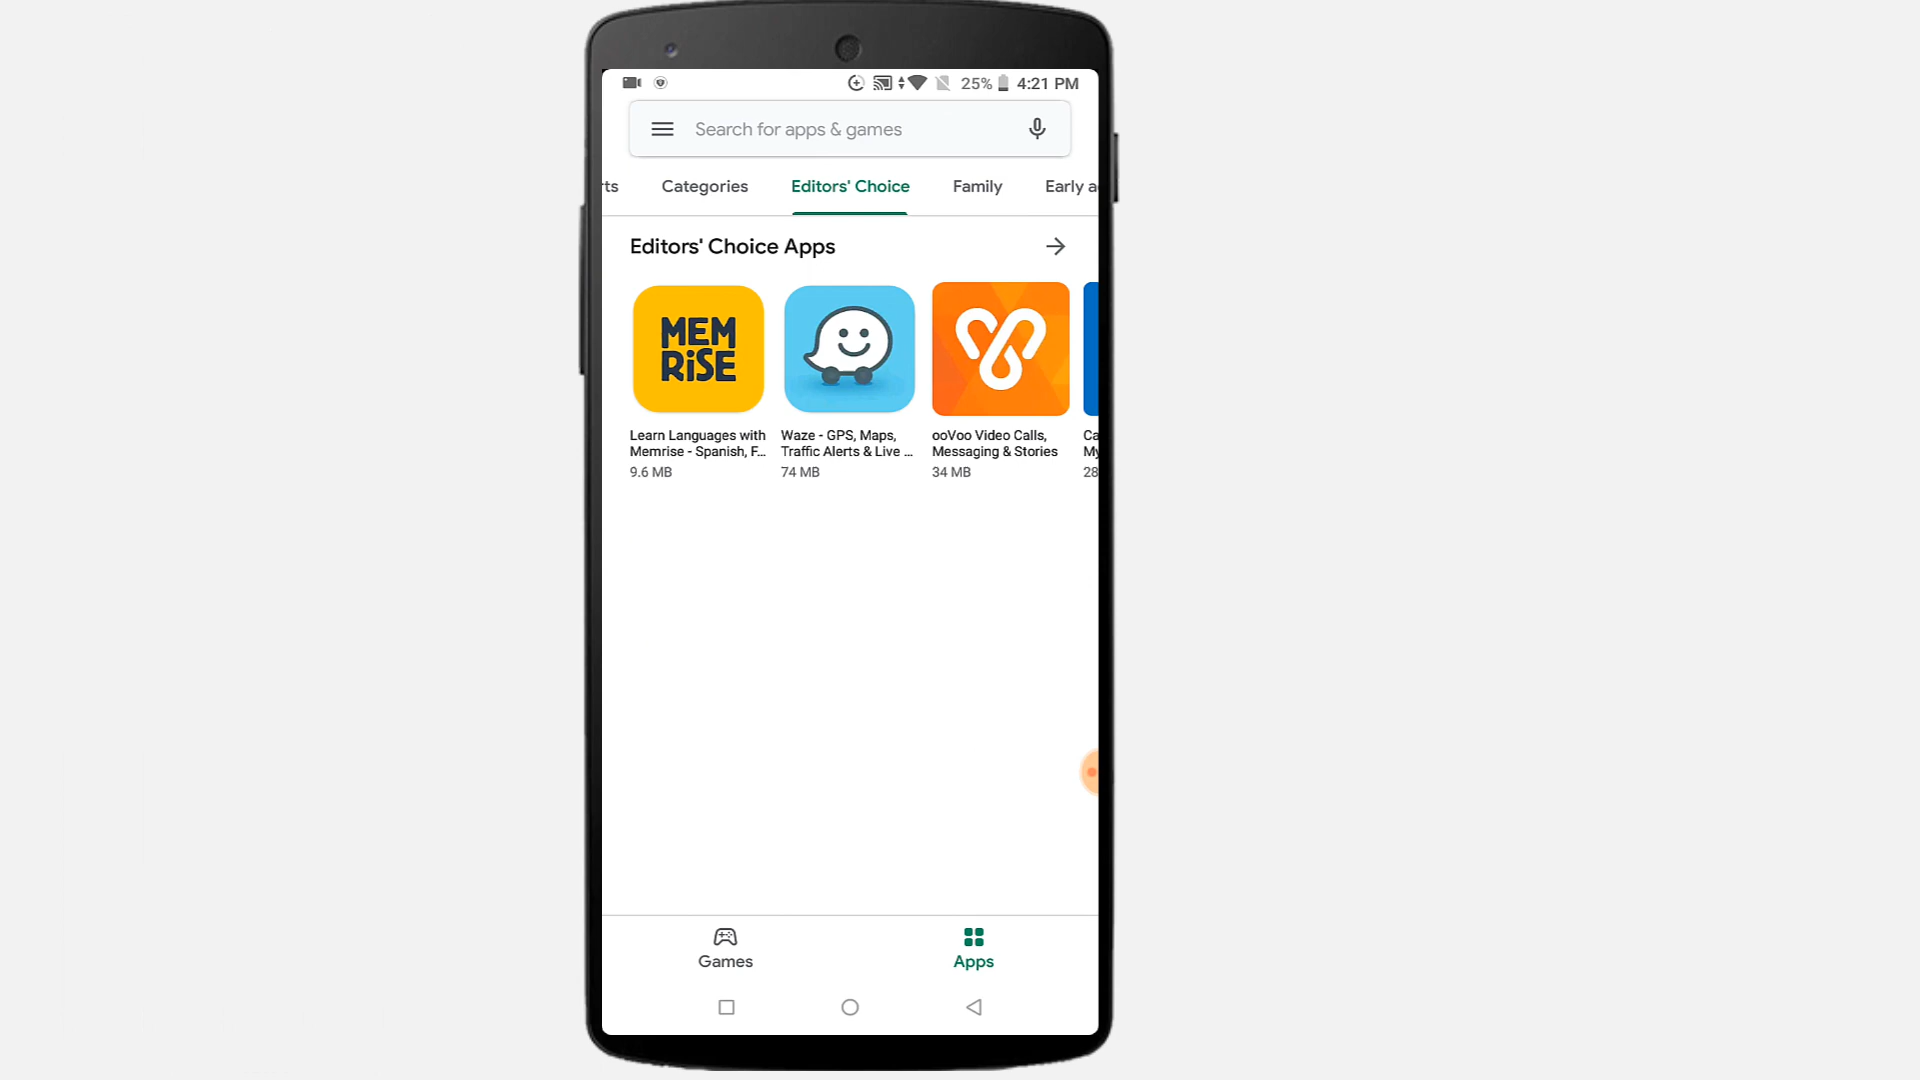 25% 4:21 PM
Search for apps & games
rts Categories Editors' Choice Family Early a
Editors' Choice Apps
MEM
RiSE
Learn Languages with
Memrise - Spanish, F...
9.6 MB
Waze - GPS, Maps,
Traffic Alerts & Live ...
74 MB
ooVoo Video Calls,
Messaging & Stories
34 MB
Ca
My
28
Games
Apps